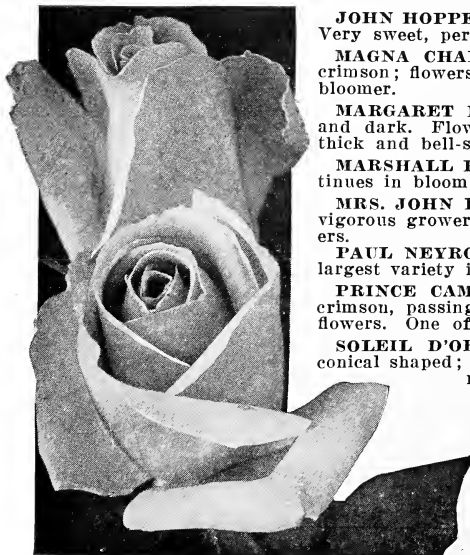 JOHN HOPPE
Very sweet, per
MAGNA CHA
crimson; flowers
bloomer.
MARGARET
and dark. Flow
thick and bell-s
MARSHALL
tinues in bloom
MRS. JOHN
vigorous grower
ers.
PAUL NEYRO
largest variety i
PRINCE CAM
crimson, passing
flowers. One of
SOLEIL D'OR
conical shaped;